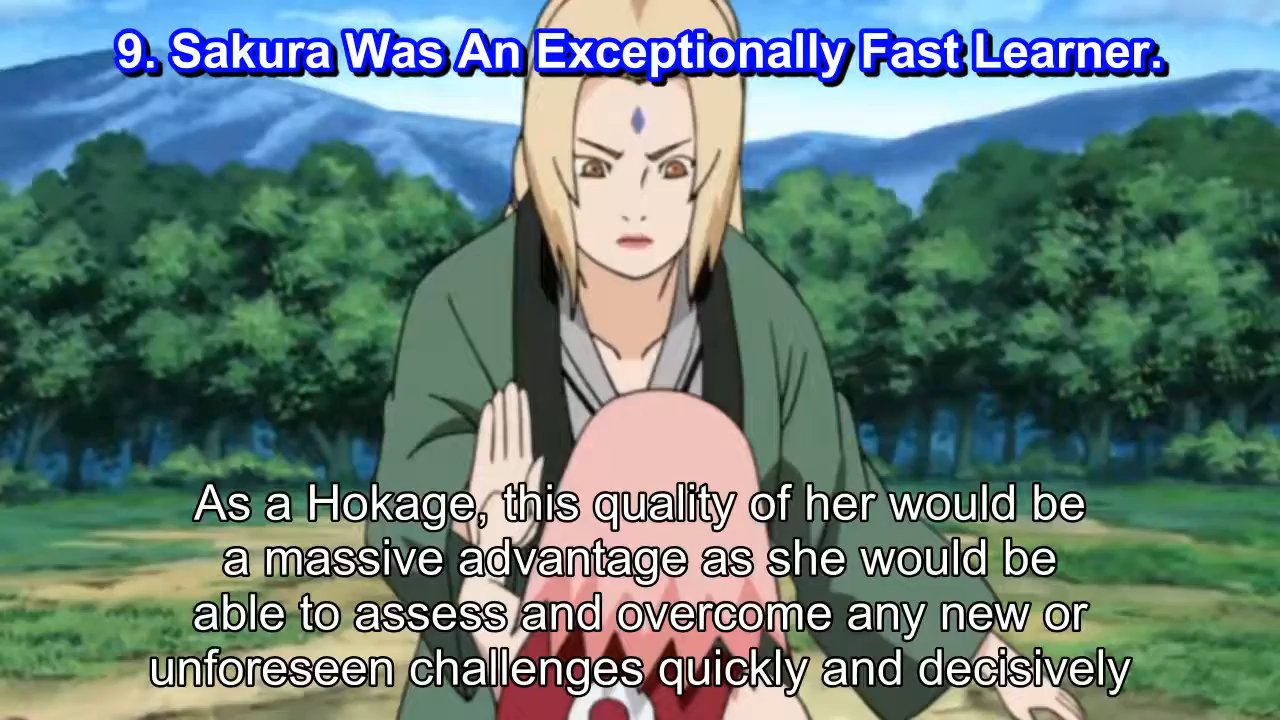 9. Sakura Was An Exceptionally Fast Learner.
As a Hokage, this quality of her would be
a massive advantage as she would be
able to assess and overcome any new or
unforeseen challenges quickly and decisively